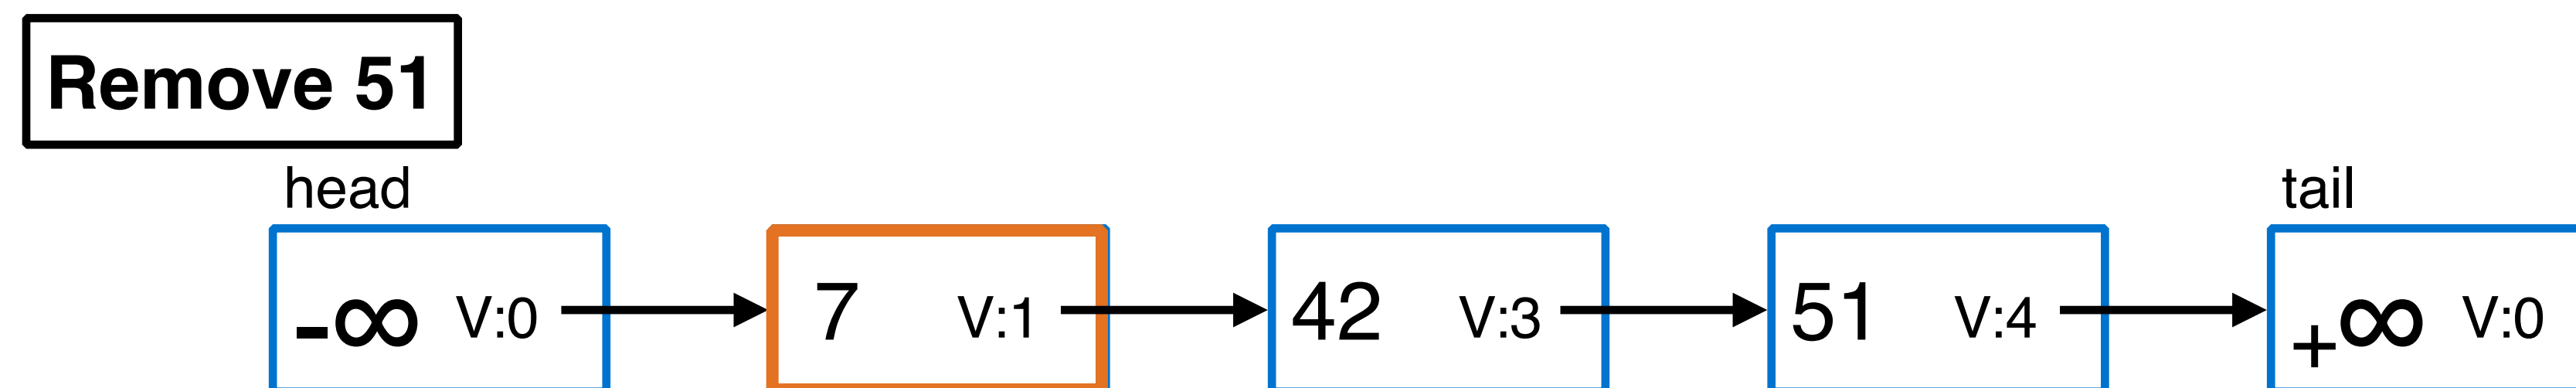 Remove 51
head
tail
-∞ V:0 7 V:1 42 V:3 51 V:4 +∞ V:0